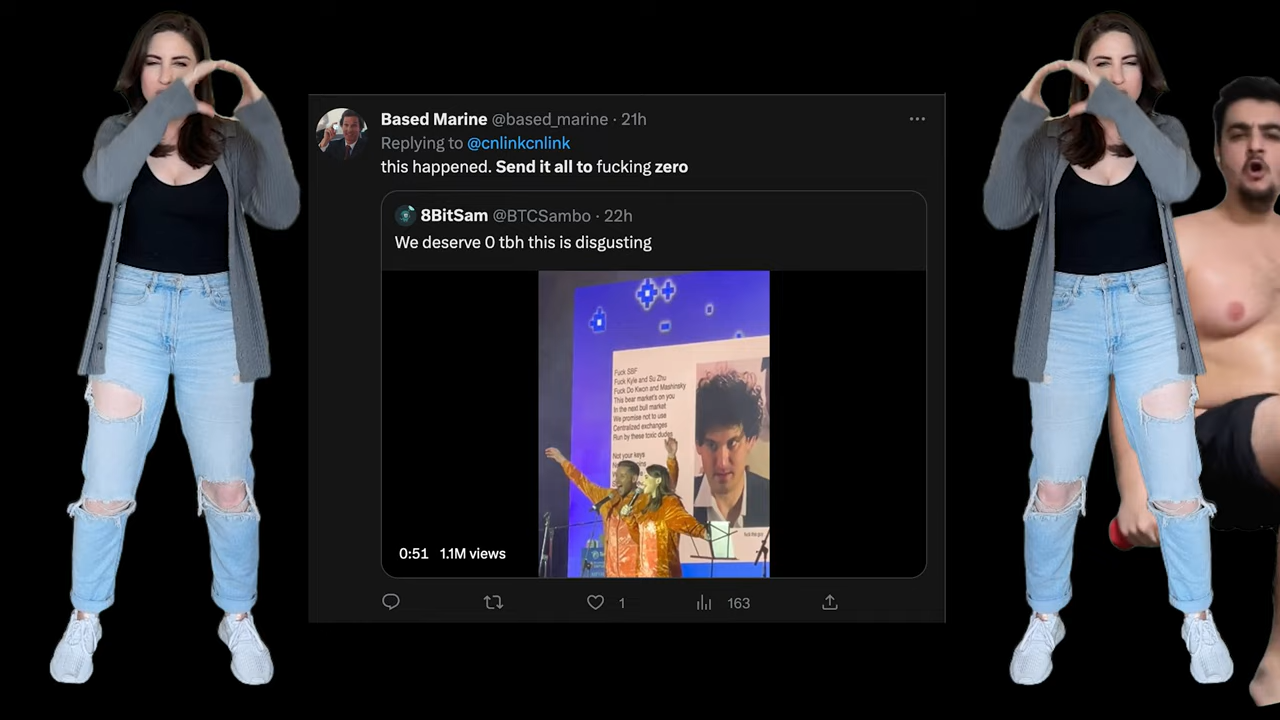 Based Marine @based_marine · 21h
Replying to @cnlinkcnlink
this happened. Send it all to fucking zero
8BitSam @BTCSambo · 22h
We deserve 0 tbh this is disgusting
Fuck SBF
Fuck Kyle and Su Zhu
Fuck Do Kwon and Mashinsky
This bear market's on you
In the next bull market
We promise not to use
Centralized exchanges
Run by these toxic dudes
Not your keys
0:51 1.1M views
1 163